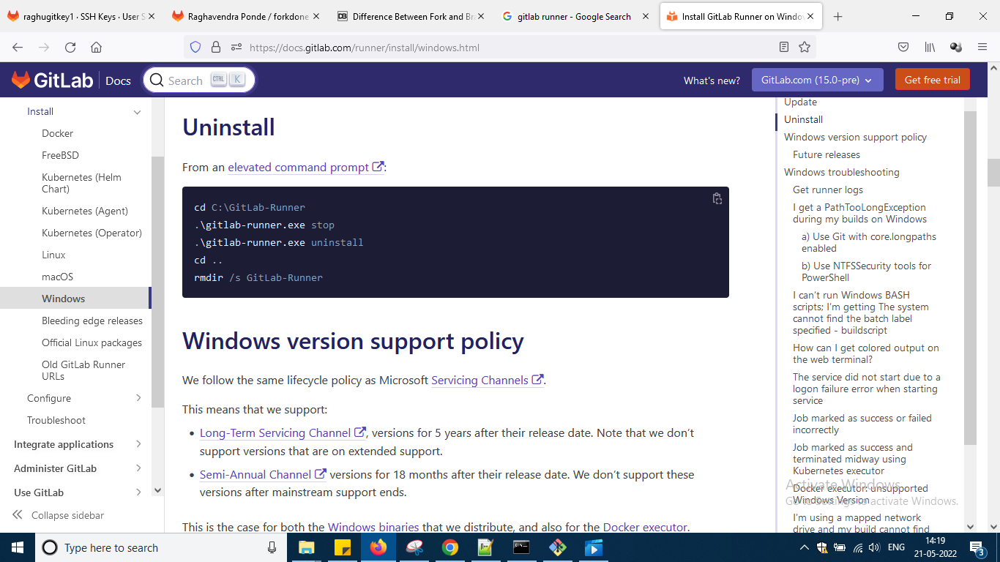 raghugitkey1 · SSH Keys · User S
Raghavendra Ponde / forkdone
Difference Between Fork and Bra
gitlab runner - Google Search
Install GitLab Runner on Window
https://docs.gitlab.com/runner/install/windows.html
GitLab Docs Search CTRL K What's new? GitLab.com (15.0-pre) Get free trial
Install
Docker
FreeBSD
Kubernetes (Helm
Chart)
Kubernetes (Agent)
Kubernetes (Operator)
Linux
macOS
Windows
Bleeding edge releases
Official Linux packages
Old GitLab Runner
URLs
Configure
Troubleshoot
Integrate applications
Administer GitLab
Use GitLab
Collapse sidebar
Uninstall
From an elevated command prompt:
cd C:\GitLab-Runner
.\gitlab-runner.exe stop
.\gitlab-runner.exe uninstall
cd ..
rmdir /s GitLab-Runner
Windows version support policy
We follow the same lifecycle policy as Microsoft Servicing Channels.
This means that we support:
• Long-Term Servicing Channel, versions for 5 years after their release date. Note that we don't
support versions that are on extended support.
• Semi-Annual Channel versions for 18 months after their release date. We don't support these
versions after mainstream support ends.
This is the case for both the Windows binaries that we distribute, and also for the Docker executor.
Update
Uninstall
Windows version support policy
Future releases
Windows troubleshooting
Get runner logs
I get a PathTooLongException
during my builds on Windows
a) Use Git with core.longpaths
enabled
b) Use NTFSSecurity tools for
PowerShell
I can't run Windows BASH
scripts; I'm getting The system
cannot find the batch label
specified - buildscript
How can I get colored output on
the web terminal?
The service did not start due to a
logon failure error when starting
service
Job marked as success or failed
incorrectly
Job marked as success and
terminated midway using
Kubernetes executor
Docker executor: unsupported
Windows Version
I'm using a mapped network
drive and my build cannot find
Activate Windows
Go to Settings to activate Windows.
Type here to search
ENG
14:19
21-05-2022
3